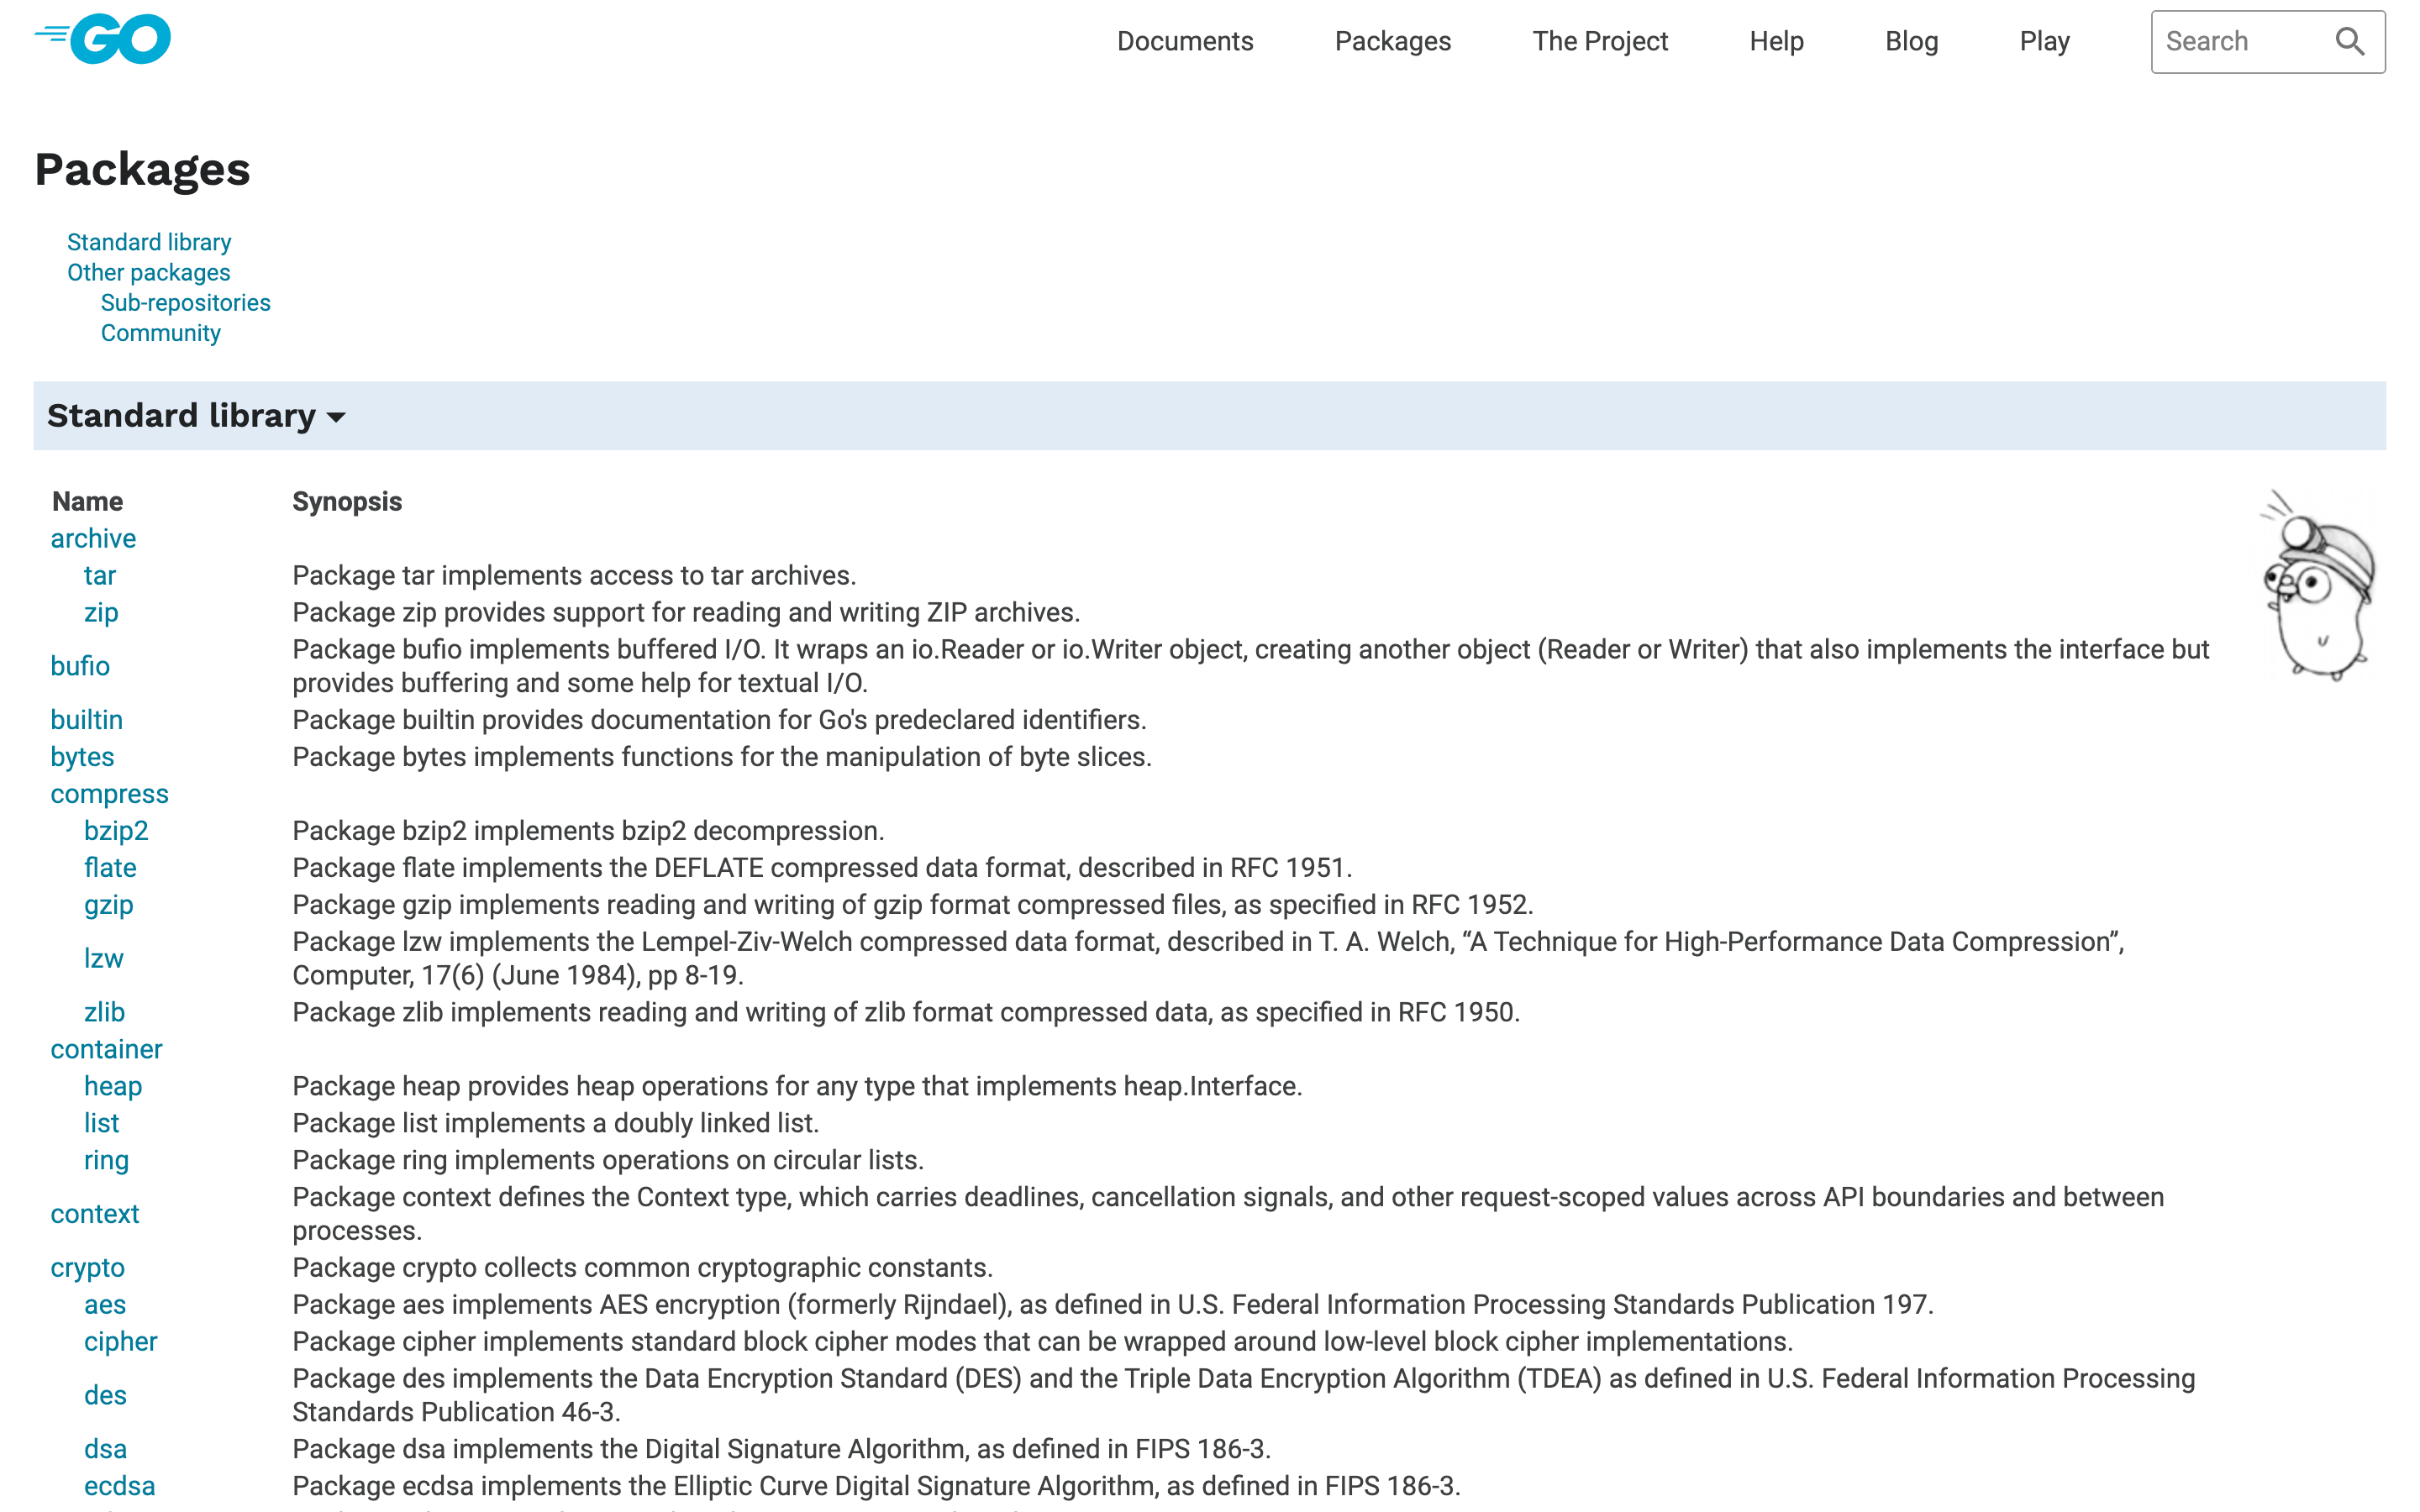 GO
Documents Packages The Project Help Blog Play Search
Packages
Standard library
Other packages
Sub-repositories
Community
Standard library
Name Synopsis
archive
tar Package tar implements access to tar archives.
zip Package zip provides support for reading and writing ZIP archives.
bufio Package bufio implements buffered I/O. It wraps an io.Reader or io.Writer object, creating another object (Reader or Writer) that also implements the interface but
provides buffering and some help for textual I/O.
builtin Package builtin provides documentation for Go's predeclared identifiers.
bytes Package bytes implements functions for the manipulation of byte slices.
compress
bzip2 Package bzip2 implements bzip2 decompression.
flate Package flate implements the DEFLATE compressed data format, described in RFC 1951.
gzip Package gzip implements reading and writing of gzip format compressed files, as specified in RFC 1952.
lzw Package lzw implements the Lempel-Ziv-Welch compressed data format, described in T. A. Welch, “A Technique for High-Performance Data Compression”,
Computer, 17(6) (June 1984), pp 8-19.
zlib Package zlib implements reading and writing of zlib format compressed data, as specified in RFC 1950.
container
heap Package heap provides heap operations for any type that implements heap.Interface.
list Package list implements a doubly linked list.
ring Package ring implements operations on circular lists.
context Package context defines the Context type, which carries deadlines, cancellation signals, and other request-scoped values across API boundaries and between
processes.
crypto Package crypto collects common cryptographic constants.
aes Package aes implements AES encryption (formerly Rijndael), as defined in U.S. Federal Information Processing Standards Publication 197.
cipher Package cipher implements standard block cipher modes that can be wrapped around low-level block cipher implementations.
des Package des implements the Data Encryption Standard (DES) and the Triple Data Encryption Algorithm (TDEA) as defined in U.S. Federal Information Processing
Standards Publication 46-3.
dsa Package dsa implements the Digital Signature Algorithm, as defined in FIPS 186-3.
ecdsa Package ecdsa implements the Elliptic Curve Digital Signature Algorithm, as defined in FIPS 186-3.